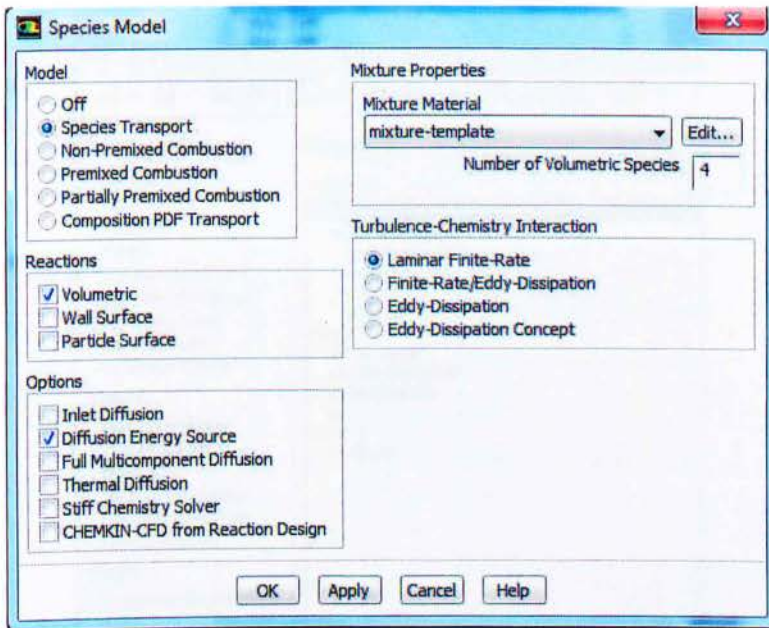 Species Model
Model
Off
Species Transport
Non-Premixed Combustion
Premixed Combustion
Partially Premixed Combustion
Composition PDF Transport
Reactions
Volumetric
Wall Surface
Particle Surface
Options
Inlet Diffusion
Diffusion Energy Source
Full Multicomponent Diffusion
Thermal Diffusion
Stiff Chemistry Solver
CHEMKIN-CFD from Reaction Design
Mixture Properties
Mixture Material
mixture-template
Edit...
Number of Volumetric Species 4
Turbulence-Chemistry Interaction
Laminar Finite-Rate
Finite-Rate/Eddy-Dissipation
Eddy-Dissipation
Eddy-Dissipation Concept
OK Apply Cancel Help